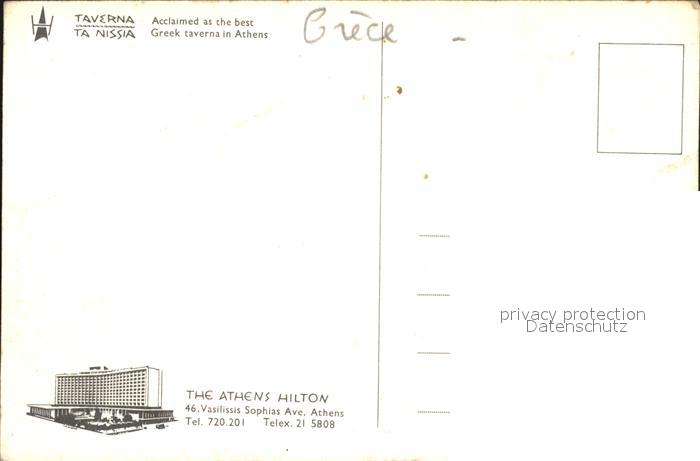 TAVERNA
TA NISSIA
Acclaimed as the best
Greek taverna in Athens
Grèce -
privacy protection
Datenschutz
THE ATHENS HILTON
46, Vasilissis Sophias Ave, Athens
Tel. 720.201 Telex. 21 5808